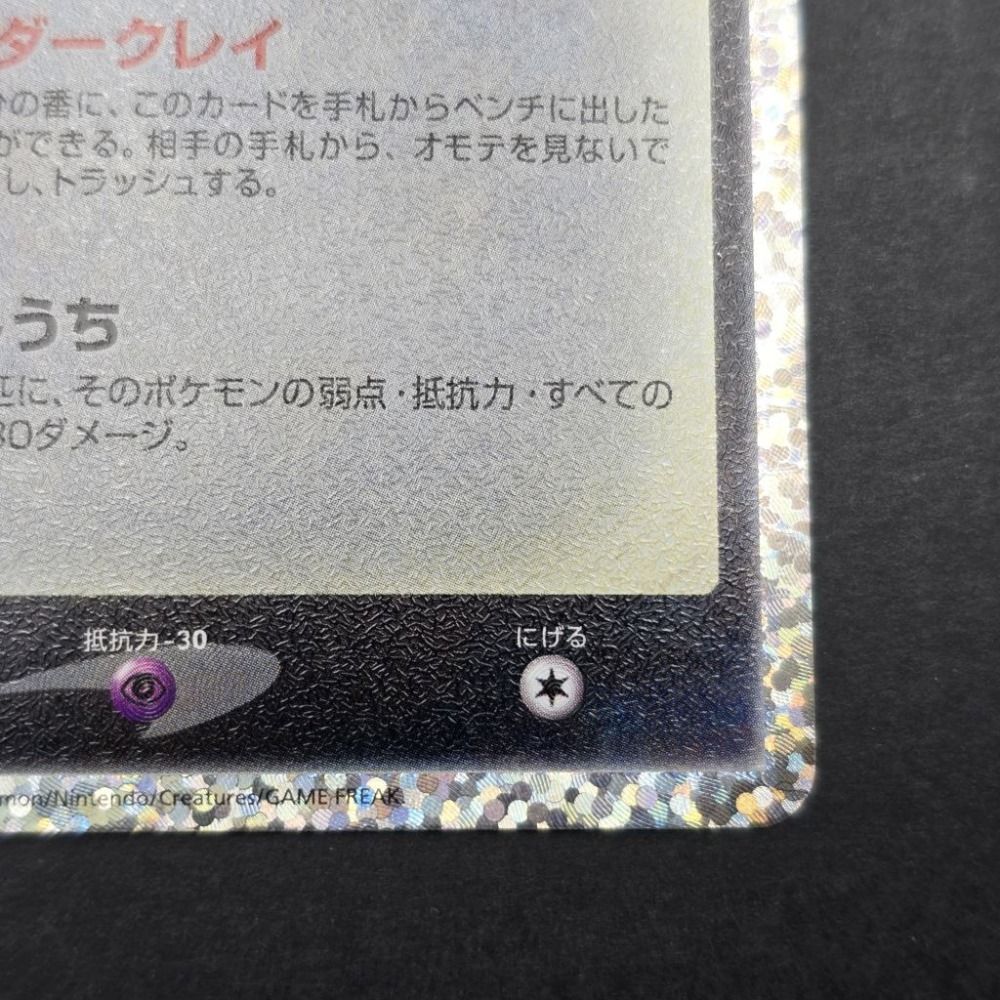 ダークレイ
の番に、このカードを手札からベンチに出した
ができる。相手の手札から、オモテを見ないで
し、トラッシュする。
うち
匹に、そのポケモンの弱点・抵抗力・すべての
30ダメージ。
抵抗力 -30
にげる
mon/Nintendo/Creatures/GAME FREAK.